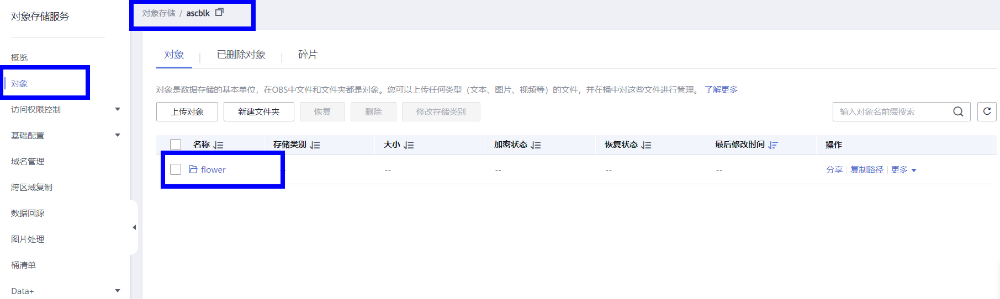 对象存储服务
概览
对象
访问权限控制
基础配置
域名管理
跨区域复制
数据回源
图片处理
桶清单
Data+
对象存储 / ascblk
对象 | 已删除对象 | 碎片
对象是数据存储的基本单位，在OBS中文件和文件夹都是对象。您可以上传任何类型（文本、图片、视频等）的文件，并在桶中对这些文件进行管理。 了解更多
上传对象 新建文件夹 恢复 删除 修改存储类别 输入对象名前缀搜索
名称 存储类别 大小 加密状态 恢复状态 最后修改时间 操作
flower -- -- -- -- -- 分享 | 复制路径 | 更多